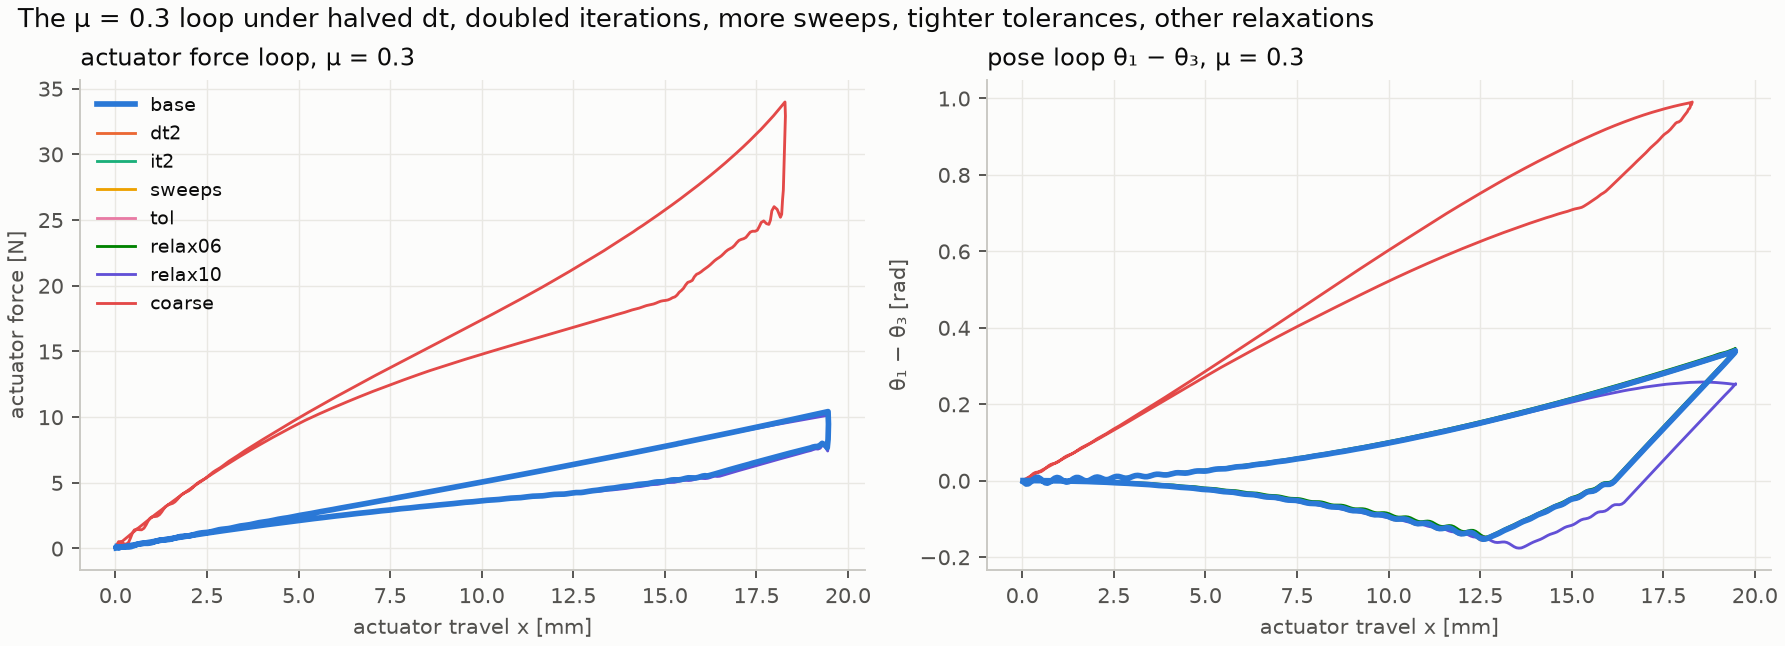 The μ = 0.3 loop under halved dt, doubled iterations, more sweeps, tighter tolerances, other relaxations
actuator force loop, μ = 0.3
35
30
25
20
15
10
5
0
actuator force [N]
base
dt2
it2
sweeps
tol
relax06
relax10
coarse
0.0 2.5 5.0 7.5 10.0 12.5 15.0 17.5 20.0
actuator travel x [mm]
pose loop θ₁ − θ₃, μ = 0.3
1.0
0.8
0.6
0.4
0.2
0.0
−0.2
θ₁ − θ₃ [rad]
0.0 2.5 5.0 7.5 10.0 12.5 15.0 17.5 20.0
actuator travel x [mm]